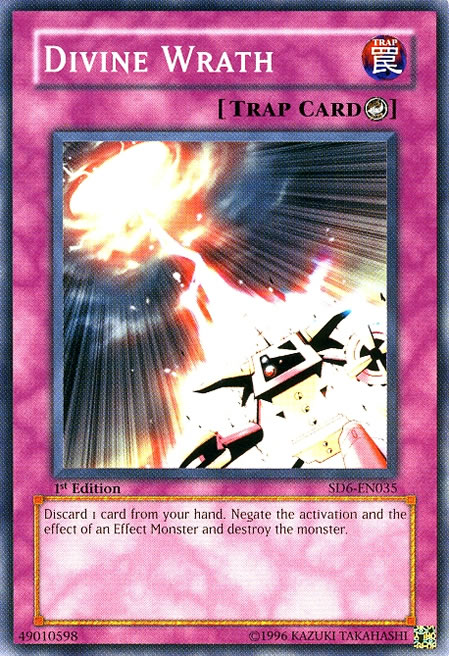 DIVINE WRATH
TRAP
罠
[TRAP CARD]
1st Edition
SD6-EN035
Discard 1 card from your hand. Negate the activation and the
effect of an Effect Monster and destroy the monster.
49010598
©1996 KAZUKI TAKAHASHI